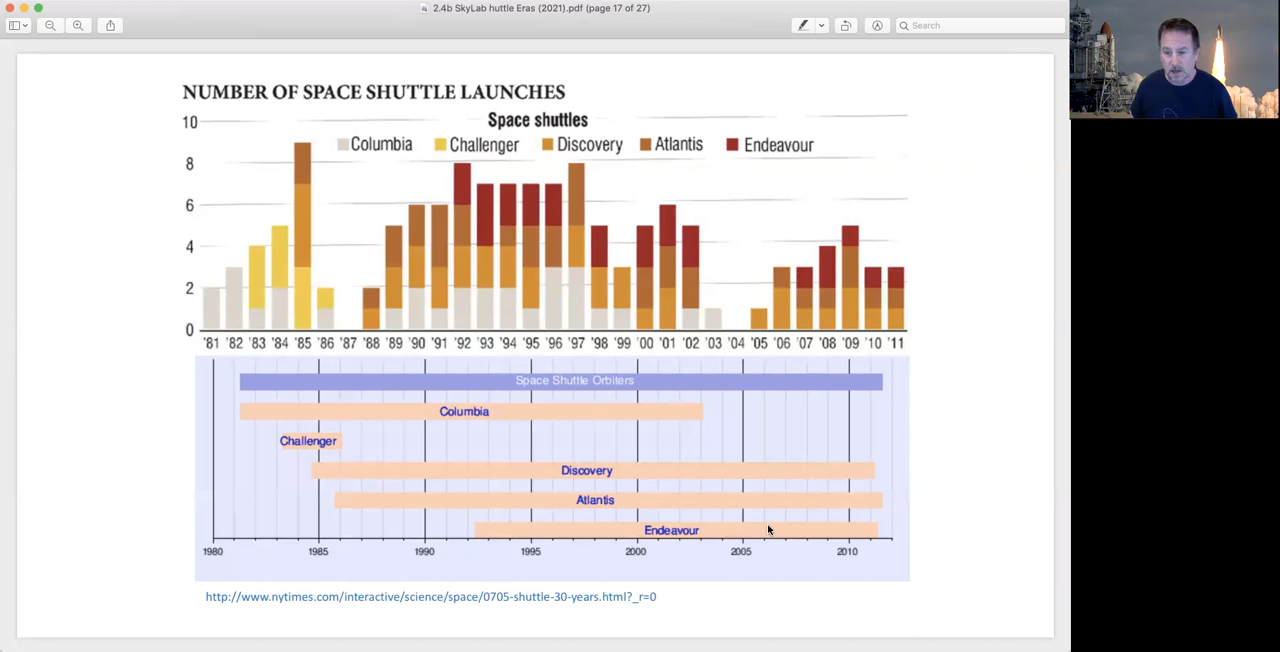 2.4b SkyLab huttle Eras (2021).pdf (page 17 of 27)
Search
NUMBER OF SPACE SHUTTLE LAUNCHES
10
Space shuttles
Columbia Challenger Discovery Atlantis Endeavour
8
6
4
2
0
'81 '82 '83 '84 '85 '86 '87 '88 '89 '90 '91 '92 '93 '94 '95 '96 '97 '98 '99 '00 '01 '02 '03 '04 '05 '06 '07 '08 '09 '10 '11
Space Shuttle Orbiters
Columbia
Challenger
Discovery
Atlantis
Endeavour
1980 1985 1990 1995 2000 2005 2010
http://www.nytimes.com/interactive/science/space/0705-shuttle-30-years.html?_r=0